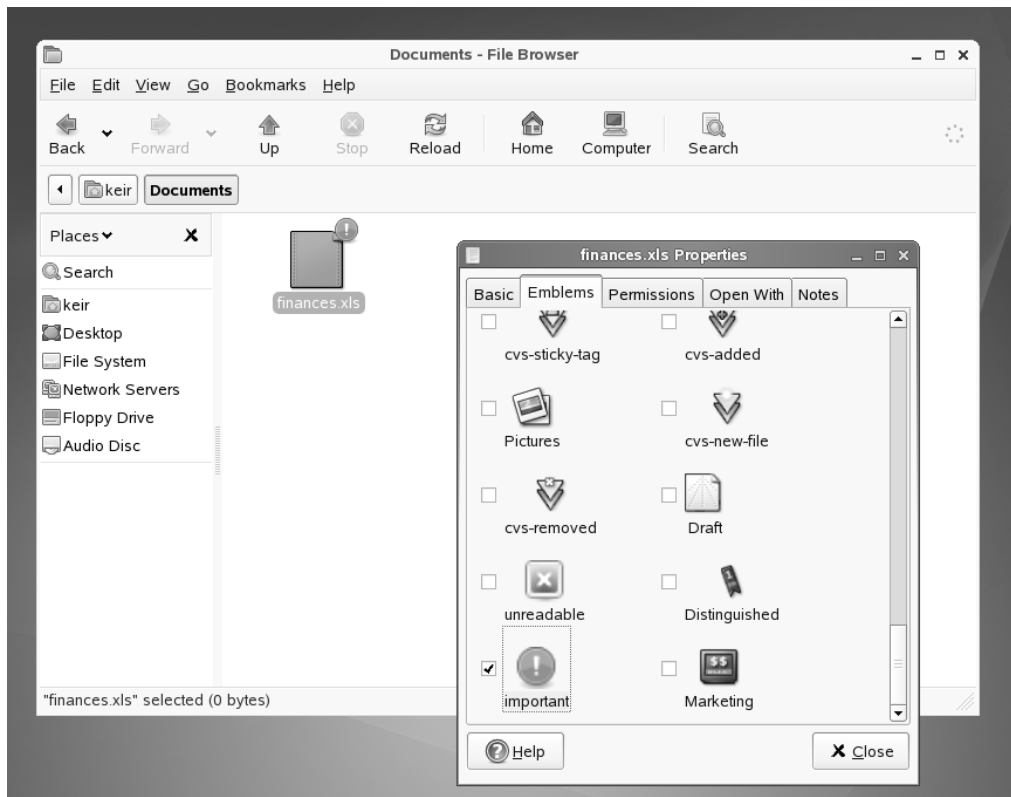 Documents - File Browser
File Edit View Go Bookmarks Help
Back Forward Up Stop Reload Home Computer Search
keir Documents
Places
Search
keir
Desktop
File System
Network Servers
Floppy Drive
Audio Disc
finances.xls
"finances.xls" selected (0 bytes)
finances.xls Properties
Basic Emblems Permissions Open With Notes
cvs-sticky-tag cvs-added
Pictures cvs-new-file
cvs-removed Draft
unreadable Distinguished
$$
important Marketing
Help Close